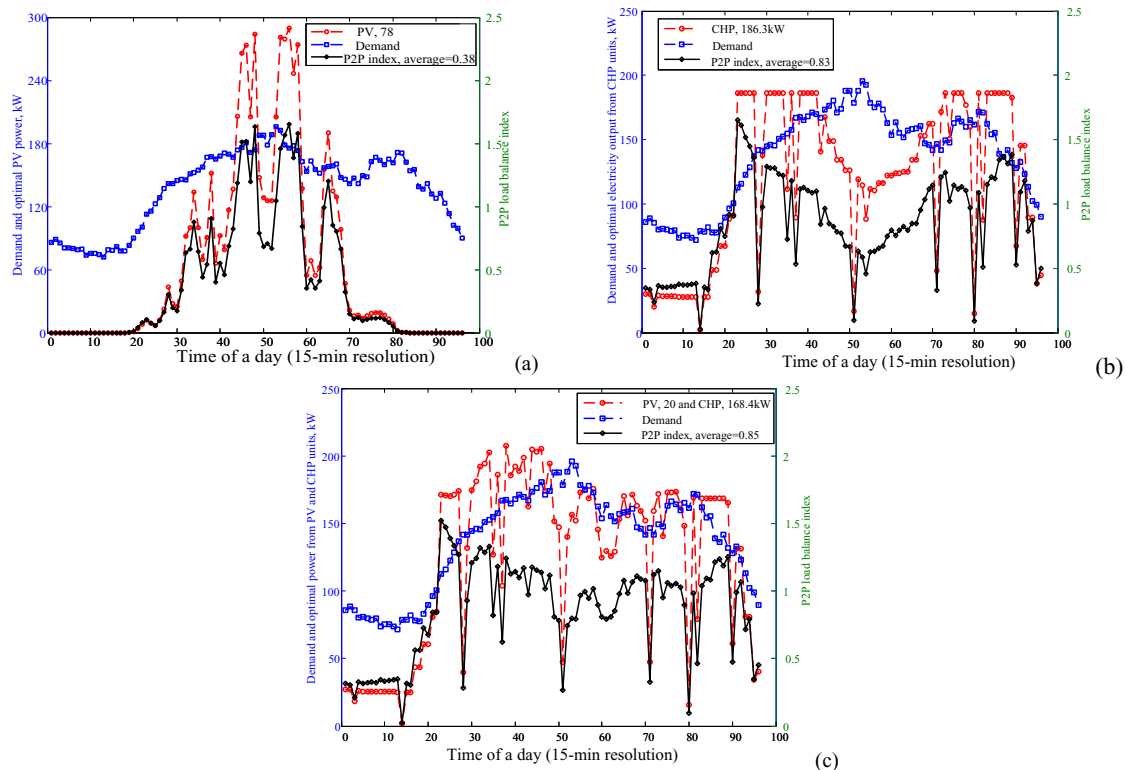 Demand and optimal PV power, kW
300
240
180
120
60
0
PV, 78
Demand
P2P index, average=0.38
2.5
2
1.5
1
0.5
0
P2P load balance index
0 10 20 30 40 50 60 70 80 90 100
Time of a day (15-min resolution)
(a)
Demand and optimal electricity output from CHP units, kW
250
200
150
100
50
0
CHP, 186.3kW
Demand
P2P index, average=0.83
2.5
2
1.5
1
0.5
0
P2P load balance index
0 10 20 30 40 50 60 70 80 90 100
Time of a day (15-min resolution)
(b)
Demand and optimal power from PV and CHP units, kW
250
200
150
100
50
0
PV, 20 and CHP, 168.4kW
Demand
P2P index, average=0.85
2.5
2
1.5
1
0.5
0
P2P load balance index
0 10 20 30 40 50 60 70 80 90 100
Time of a day (15-min resolution)
(c)